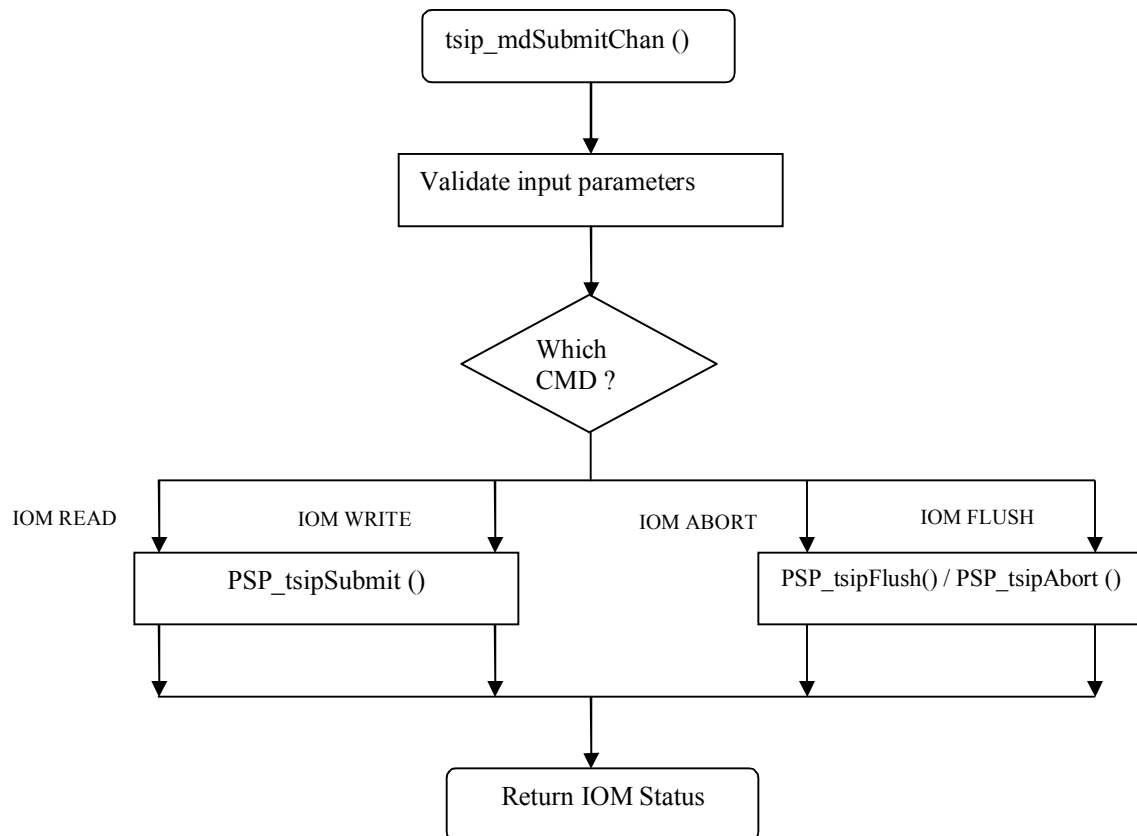 tsip_mdSubmitChan ()
Validate input parameters
Which
CMD ?
IOM READ
IOM WRITE
IOM ABORT
IOM FLUSH
PSP_tsipSubmit ()
PSP_tsipFlush() / PSP_tsipAbort ()
Return IOM Status